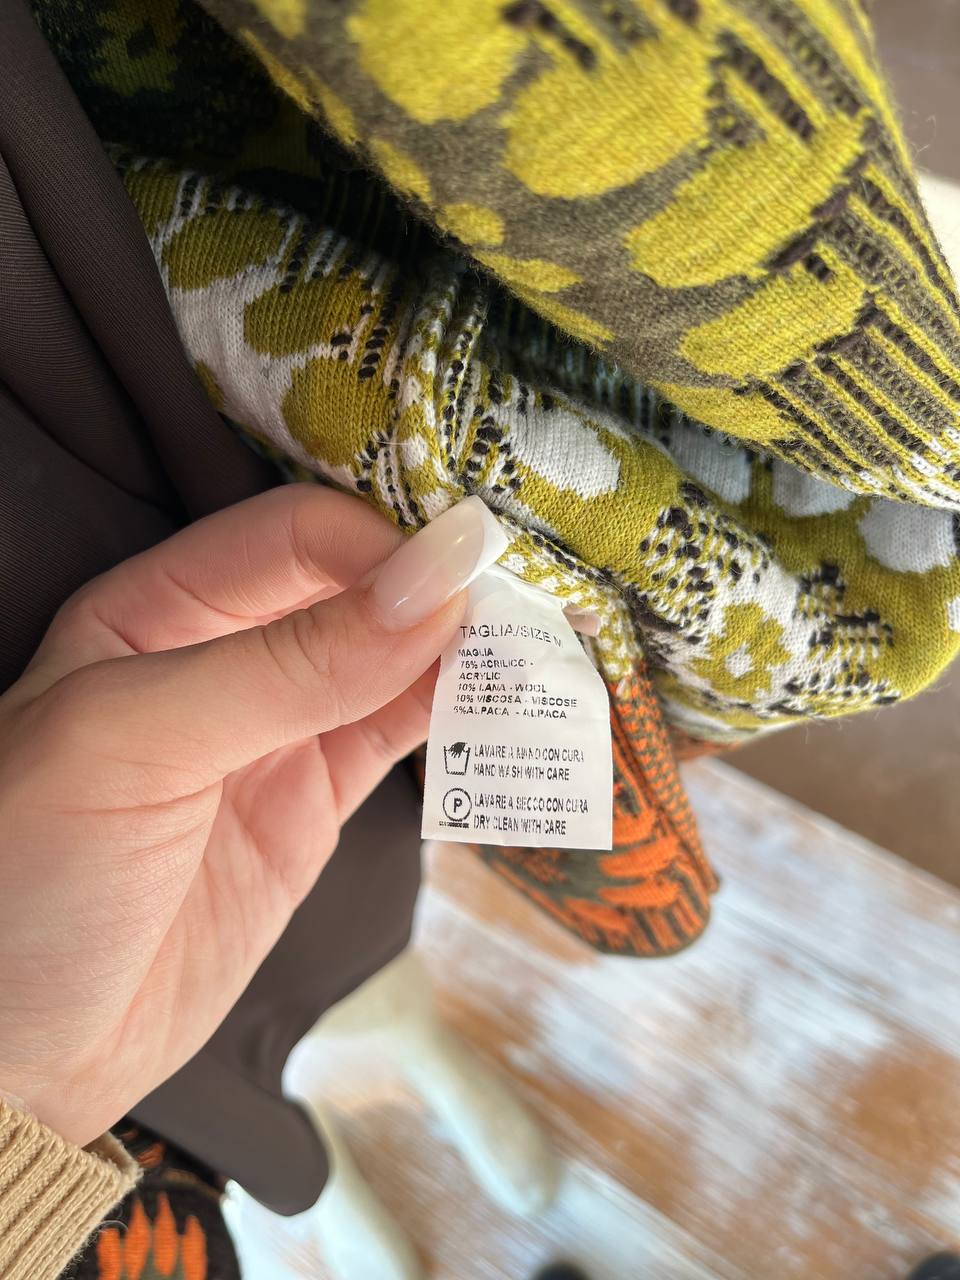 TAGLIA/SIZE M
MAGLIA
75% ACRILICO -
ACRYLIC
10% LANA - WOOL
10% VISCOSA - VISCOSE
5%ALPACA - ALPACA
LAVARE A MANO CON CURA
HAND WASH WITH CARE
P
LAVARE A SECCO CON CURA
DRY CLEAN WITH CARE